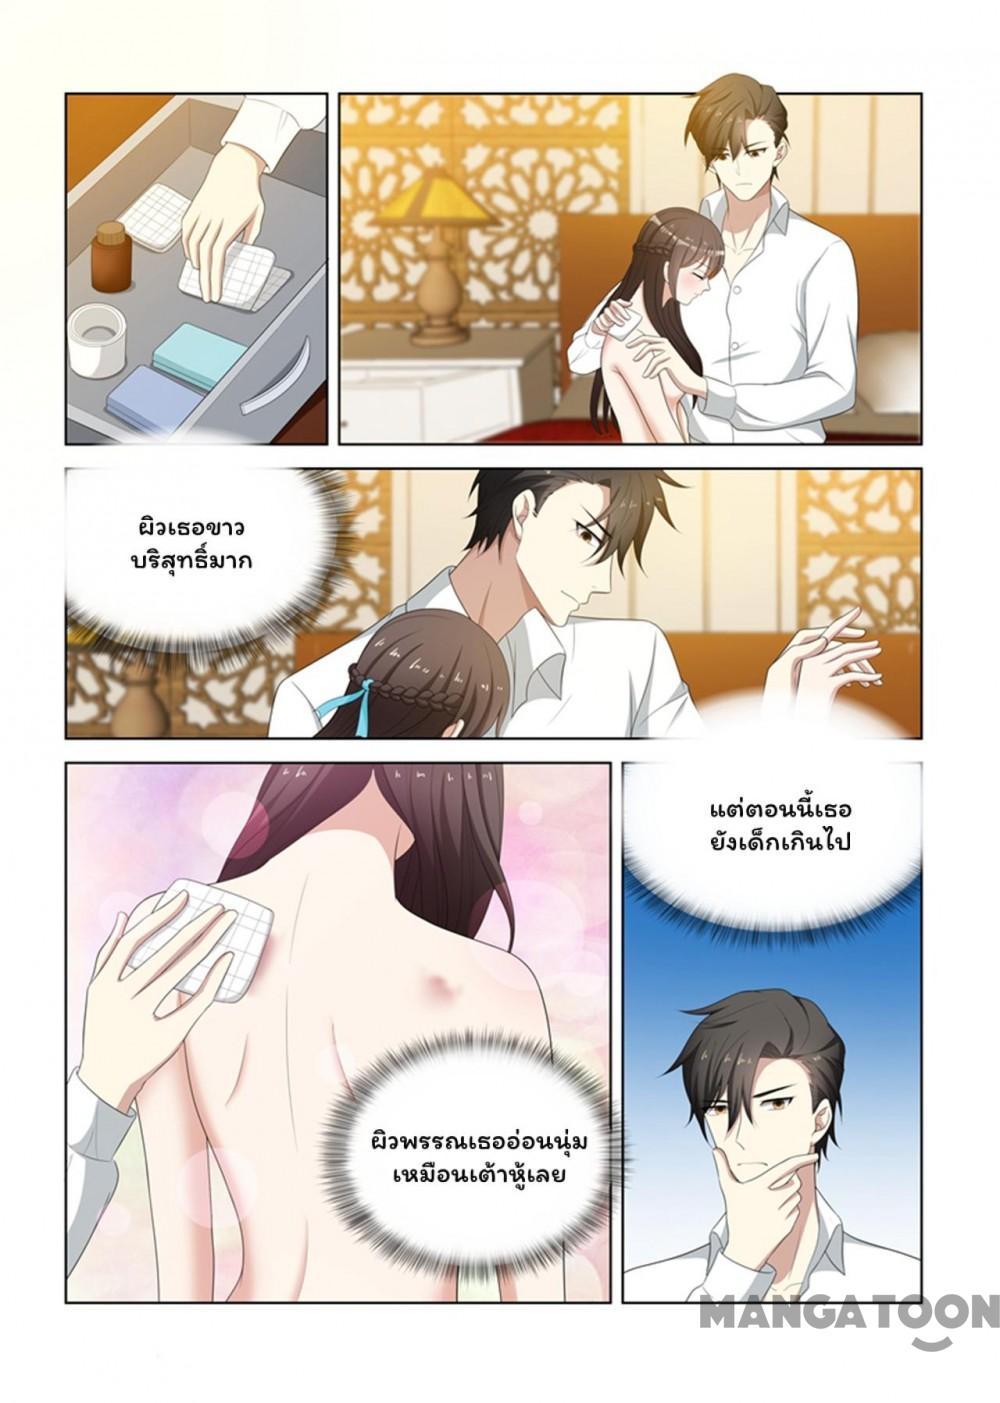 ผิวเธอขาว
บริสุทธิ์มาก
แต่ตอนนี้เธอ
ยังเด็กเกินไป
ผิวพรรณเธออ่อนนุ่ม
เหมือนเต้าหู้เลย
MANGATOON